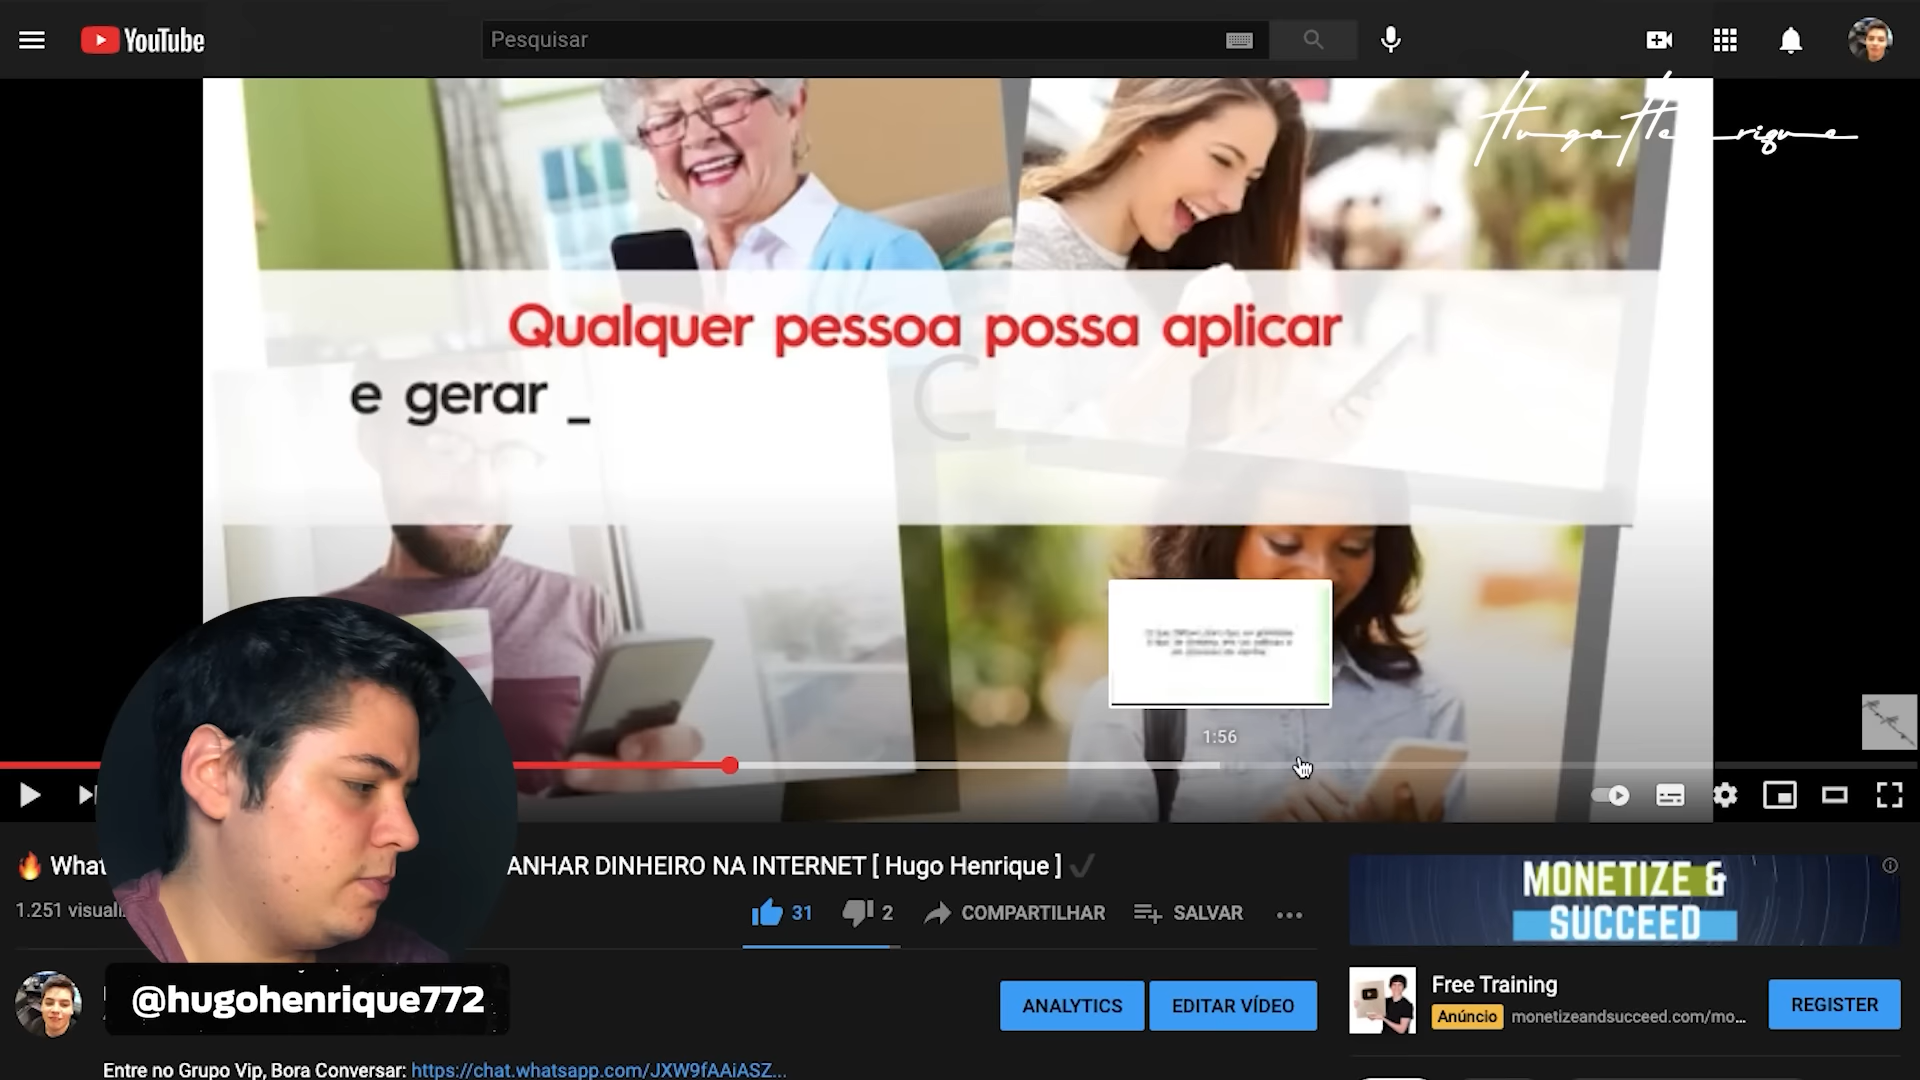 YouTube
Pesquisar
Hugo Henrique
Qualquer pessoa possa aplicar
e gerar _
1:56
🔥 What
ANHAR DINHEIRO NA INTERNET [ Hugo Henrique ] ✓
1.251 visuali
31
2
COMPARTILHAR
SALVAR
MONETIZE &
SUCCEED
@hugohenrique772
ANALYTICS
EDITAR VÍDEO
Free Training
Anúncio monetizeandsucceed.com/mo...
REGISTER
Entre no Grupo Vip, Bora Conversar: https://chat.whatsapp.com/JXW9fAAiASZ...